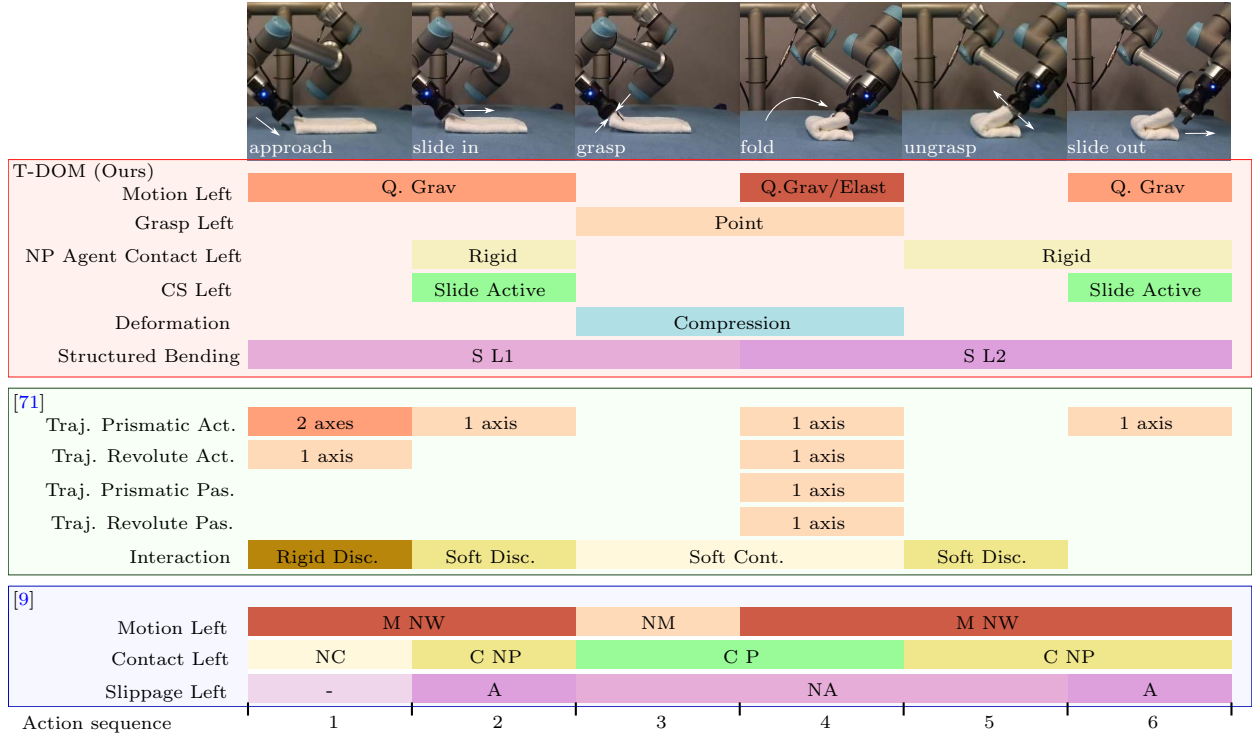 approach slide in grasp fold ungrasp slide out
T-DOM (Ours)
Motion Left Q. Grav Q.Grav/Elast Q. Grav
Grasp Left Point
NP Agent Contact Left Rigid Rigid
CS Left Slide Active Slide Active
Deformation Compression
Structured Bending S L1 S L2
[71]
Traj. Prismatic Act. 2 axes 1 axis 1 axis 1 axis
Traj. Revolute Act. 1 axis 1 axis
Traj. Prismatic Pas. 1 axis
Traj. Revolute Pas. 1 axis
Interaction Rigid Disc. Soft Disc. Soft Cont. Soft Disc.
[9]
Motion Left M NW NM M NW
Contact Left NC C NP C P C NP
Slippage Left - A NA A
Action sequence 1 2 3 4 5 6